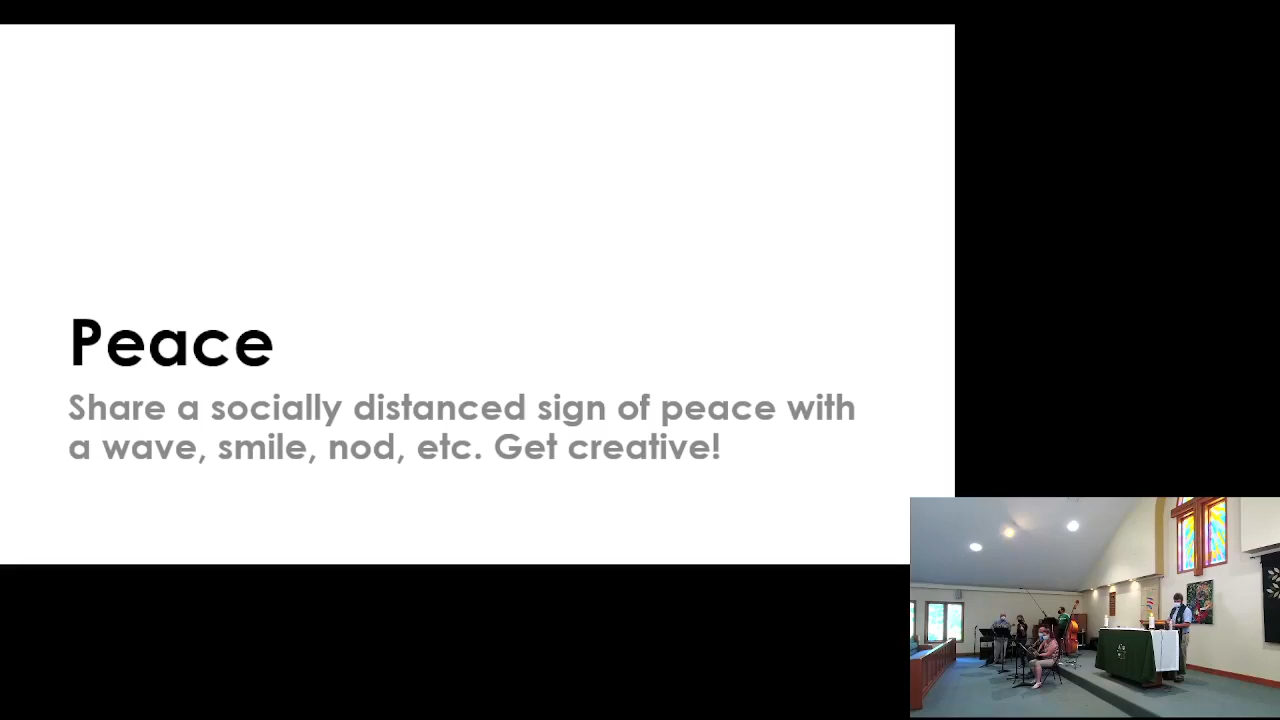 Peace
Share a socially distanced sign of peace with
a wave, smile, nod, etc. Get creative!